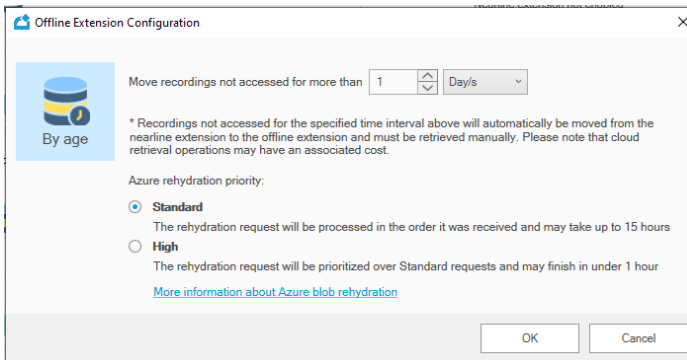 Nearline extension not enabled
Offline Extension Configuration
By age
Move recordings not accessed for more than 1 Day/s
* Recordings not accessed for the specified time interval above will automatically be moved from the
nearline extension to the offline extension and must be retrieved manually. Please note that cloud
retrieval operations may have an associated cost.
Azure rehydration priority:
Standard
The rehydration request will be processed in the order it was received and may take up to 15 hours
High
The rehydration request will be prioritized over Standard requests and may finish in under 1 hour
More information about Azure blob rehydration
OK Cancel